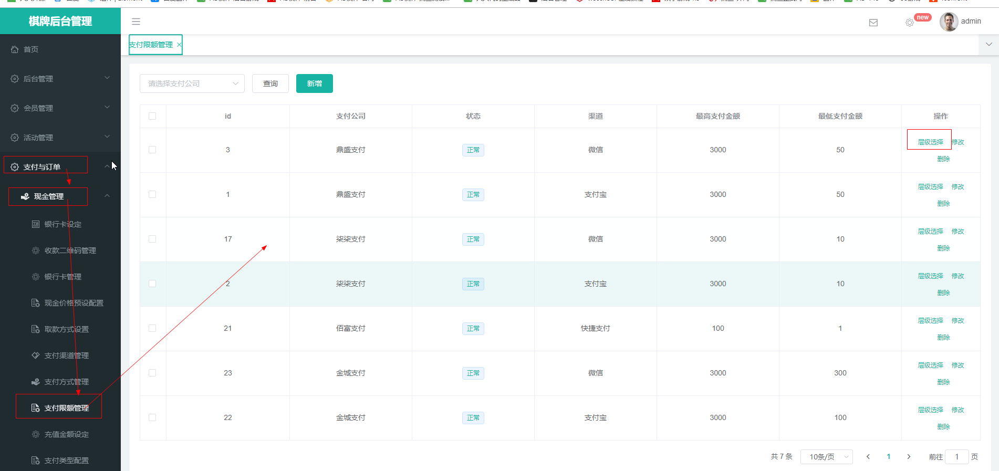 棋牌后台管理
new
admin
支付限额管理
首页
后台管理
会员管理
活动管理
支付与订单
现金管理
银行卡设定
收款二维码管理
银行卡管理
现金价格预设配置
取款方式设置
支付渠道管理
支付方式管理
支付限额管理
充值金额设定
支付类型配置
请选择支付公司 查询 新增
id 支付公司 状态 渠道 最高支付金额 最低支付金额 操作
3 鼎盛支付 正常 微信 3000 50 层级选择 修改
删除
1 鼎盛支付 正常 支付宝 3000 50 层级选择 修改
删除
17 柒柒支付 正常 微信 3000 10 层级选择 修改
删除
2 柒柒支付 正常 支付宝 3000 10 层级选择 修改
删除
21 佰富支付 正常 快捷支付 100 1 层级选择 修改
删除
23 金城支付 正常 微信 3000 300 层级选择 修改
删除
22 金城支付 正常 支付宝 3000 100 层级选择 修改
删除
共 7 条 10条/页 1 前往 1 页